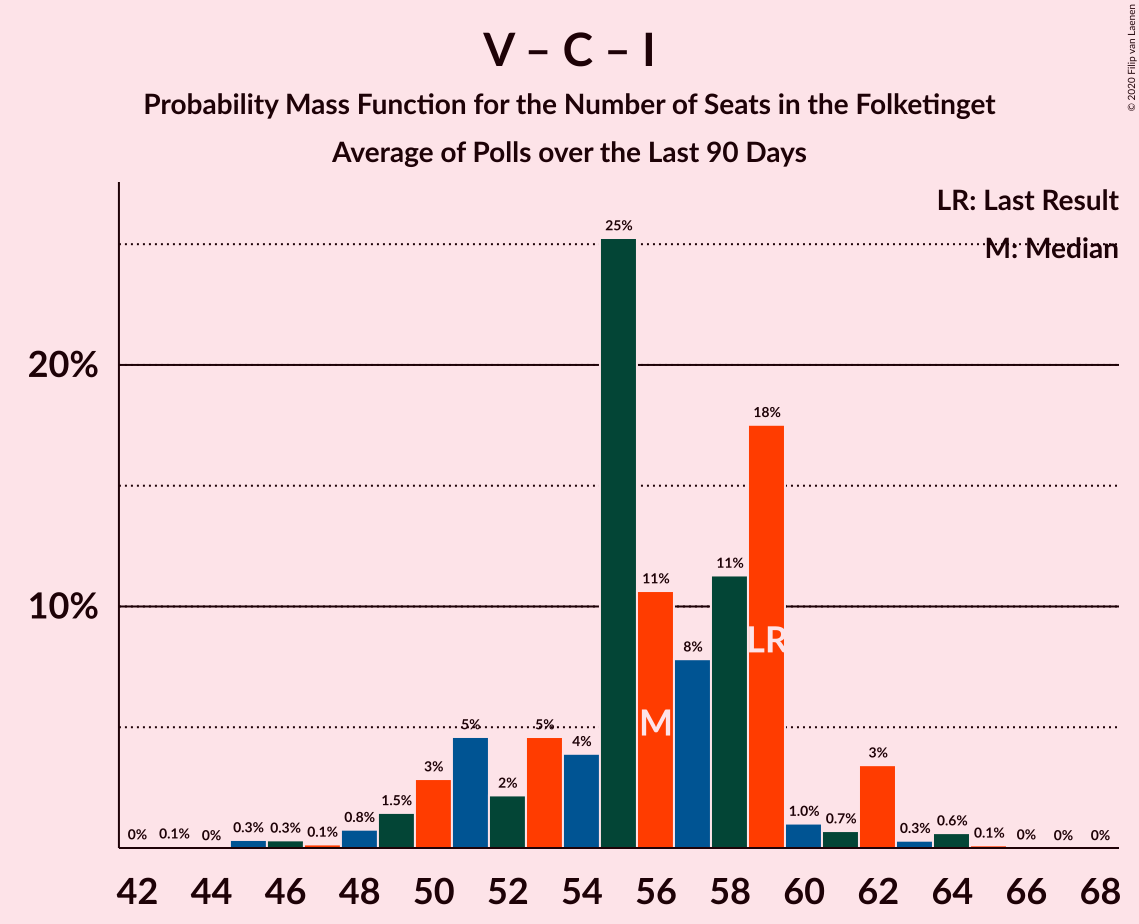 V – C – I
Probability Mass Function for the Number of Seats in the Folketinget
Average of Polls over the Last 90 Days
© 2020 Filip van Laenen
LR: Last Result
M: Median
20%
10%
0% 0.1% 0% 0.3% 0.3% 0.1% 0.8% 1.5% 3% 5% 2% 5% 4% 25% 11% 8% 11% 18% 1.0% 0.7% 3% 0.3% 0.6% 0.1% 0% 0% 0%
LR
M
42 44 46 48 50 52 54 56 58 60 62 64 66 68